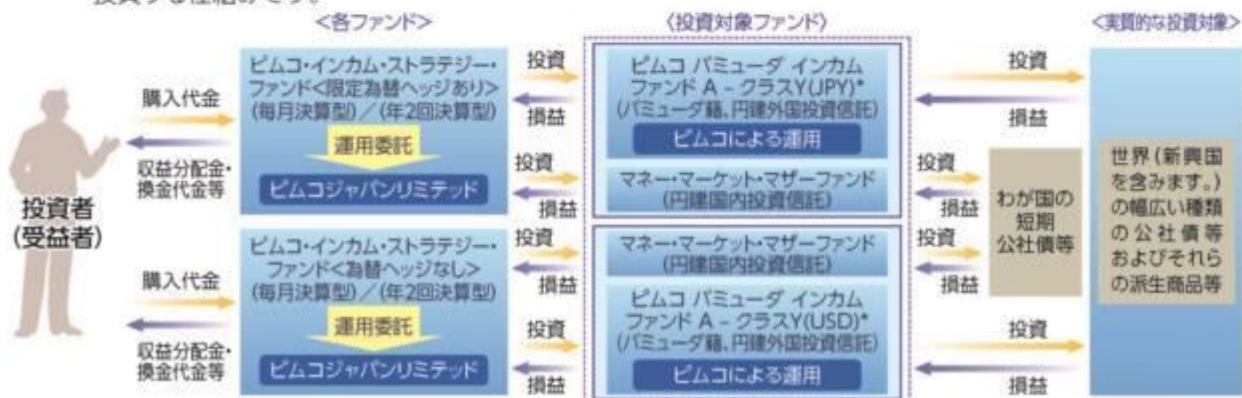 投資する仕組みです。
<各ファンド>
〈投資対象ファンド〉
<実質的な投資対象>
投資者
(受益者)
購入代金
収益分配金・
換金代金等
ピムコ・インカム・ストラテジー・
ファンド<限定為替ヘッジあり>
(毎月決算型)/(年2回決算型)
運用委託
ピムコジャパンリミテッド
投資
損益
投資
損益
ピムコ バミューダ インカム
ファンド A - クラスY(JPY)*
(バミューダ籍、円建外国投資信託)
ピムコによる運用
マネー・マーケット・マザーファンド
(円建国内投資信託)
投資
損益
投資
損益
購入代金
収益分配金・
換金代金等
ピムコ・インカム・ストラテジー・
ファンド<為替ヘッジなし>
(毎月決算型)/(年2回決算型)
運用委託
ピムコジャパンリミテッド
投資
損益
投資
損益
マネー・マーケット・マザーファンド
(円建国内投資信託)
ピムコ バミューダ インカム
ファンド A - クラスY(USD)*
(バミューダ籍、円建外国投資信託)
ピムコによる運用
投資
損益
投資
損益
わが国の
短期
公社債等
世界(新興国
を含みます。)
の幅広い種類
の公社債等
およびそれら
の派生商品等